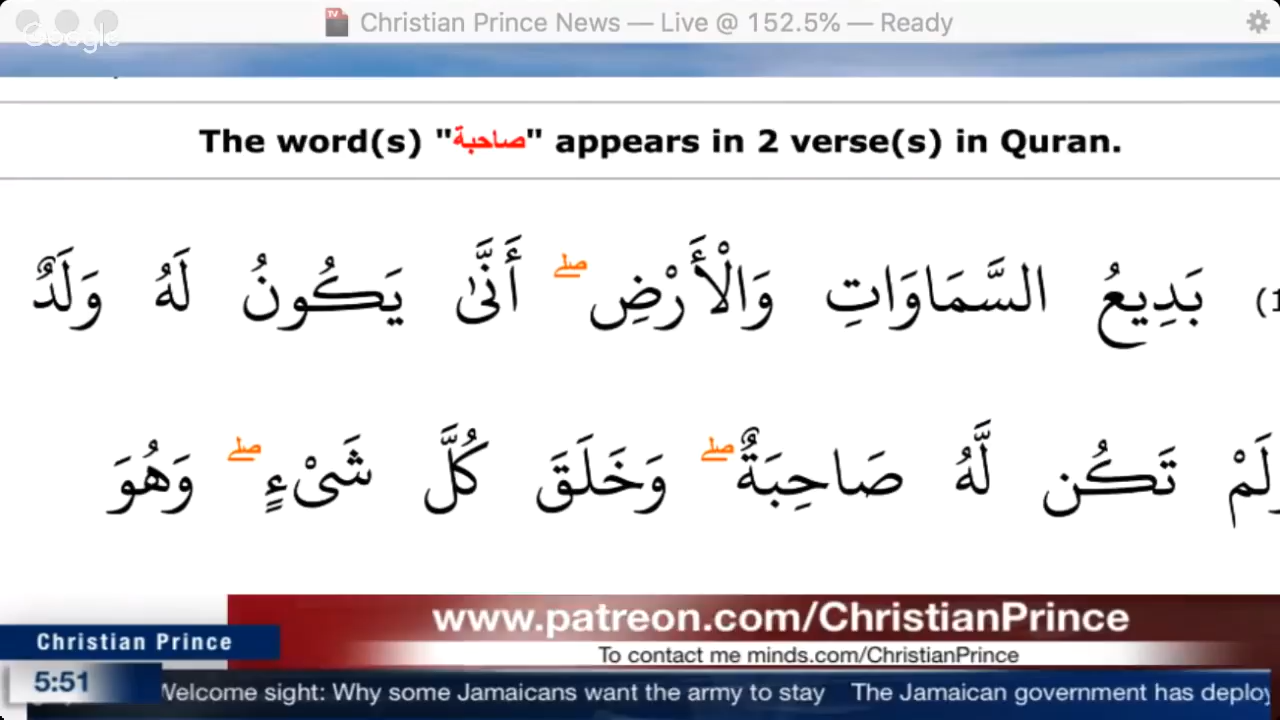 Google
Christian Prince News — Live @ 152.5% — Ready
The word(s) "صاحبة" appears in 2 verse(s) in Quran.
بَدِيعُ السَّمَاوَاتِ وَالْأَرْضِ ۖ أَنَّىٰ يَكُونُ لَهُ وَلَدٌ
تَكُن لَّهُ صَاحِبَةٌ ۖ وَخَلَقَ كُلَّ شَىْءٍ ۖ وَهُوَ
www.patreon.com/ChristianPrince
To contact me minds.com/ChristianPrince
Christian Prince
5:51
Welcome sight: Why some Jamaicans want the army to stay The Jamaican government has deploy